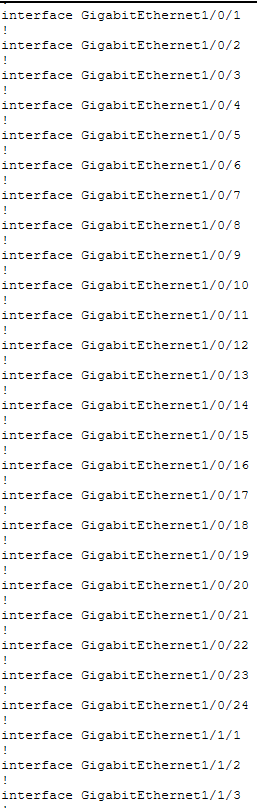 interface GigabitEthernet1/0/1
!
interface GigabitEthernet1/0/2
!
interface GigabitEthernet1/0/3
!
interface GigabitEthernet1/0/4
!
interface GigabitEthernet1/0/5
!
interface GigabitEthernet1/0/6
!
interface GigabitEthernet1/0/7
!
interface GigabitEthernet1/0/8
!
interface GigabitEthernet1/0/9
!
interface GigabitEthernet1/0/10
!
interface GigabitEthernet1/0/11
!
interface GigabitEthernet1/0/12
!
interface GigabitEthernet1/0/13
!
interface GigabitEthernet1/0/14
!
interface GigabitEthernet1/0/15
!
interface GigabitEthernet1/0/16
!
interface GigabitEthernet1/0/17
!
interface GigabitEthernet1/0/18
!
interface GigabitEthernet1/0/19
!
interface GigabitEthernet1/0/20
!
interface GigabitEthernet1/0/21
!
interface GigabitEthernet1/0/22
!
interface GigabitEthernet1/0/23
!
interface GigabitEthernet1/0/24
!
interface GigabitEthernet1/1/1
!
interface GigabitEthernet1/1/2
!
interface GigabitEthernet1/1/3